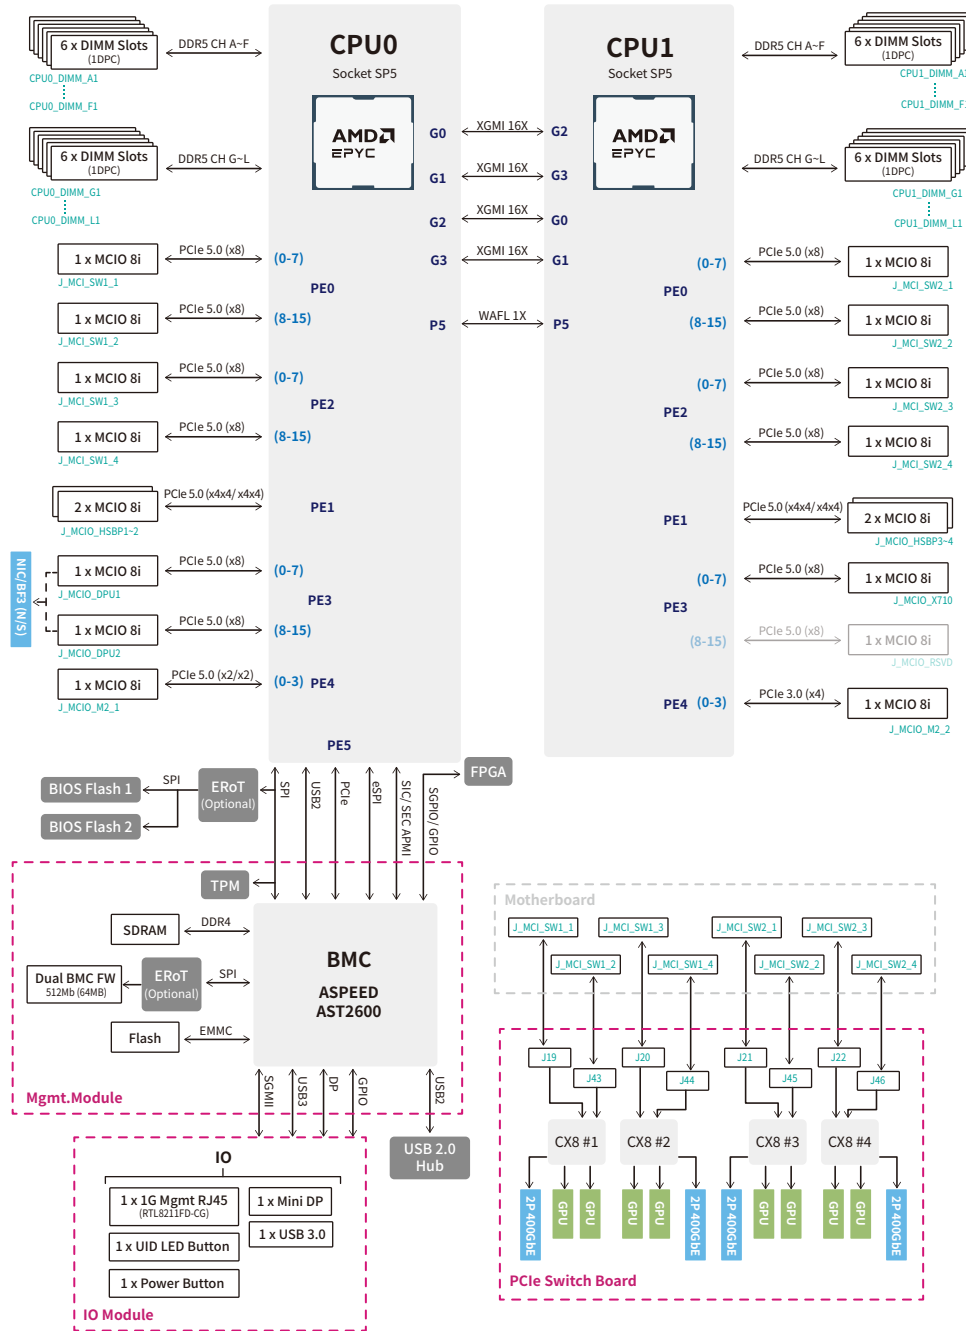 CPU0
Socket SP5
AMD
EPYC
CPU1
Socket SP5
AMD
EPYC
6 x DIMM Slots
(1DPC)
CPU0_DIMM_A1
CPU0_DIMM_F1
DDR5 CH A~F
6 x DIMM Slots
(1DPC)
CPU0_DIMM_G1
CPU0_DIMM_L1
DDR5 CH G~L
DDR5 CH A~F
6 x DIMM Slots
(1DPC)
CPU1_DIMM_A1
CPU1_DIMM_F1
DDR5 CH G~L
6 x DIMM Slots
(1DPC)
CPU1_DIMM_G1
CPU1_DIMM_L1
G0 XGMI 16X G2
G1 XGMI 16X G3
G2 XGMI 16X G0
G3 XGMI 16X G1
P5 WAFL 1X P5
1 x MCIO 8i PCIe 5.0 (x8) (0-7)
J_MCI_SW1_1
PE0
1 x MCIO 8i PCIe 5.0 (x8) (8-15)
J_MCI_SW1_2
1 x MCIO 8i PCIe 5.0 (x8) (0-7)
J_MCI_SW1_3
PE2
1 x MCIO 8i PCIe 5.0 (x8) (8-15)
J_MCI_SW1_4
2 x MCIO 8i PCIe 5.0 (x4x4/ x4x4) PE1
J_MCIO_HSBP1~2
NIC/BF3 (N/S)
1 x MCIO 8i PCIe 5.0 (x8) (0-7)
J_MCIO_DPU1
PE3
1 x MCIO 8i PCIe 5.0 (x8) (8-15)
J_MCIO_DPU2
1 x MCIO 8i PCIe 5.0 (x2/x2) (0-3) PE4
J_MCIO_M2_1
PE5
(0-7) PCIe 5.0 (x8) 1 x MCIO 8i
J_MCI_SW2_1
PE0
(8-15) PCIe 5.0 (x8) 1 x MCIO 8i
J_MCI_SW2_2
(0-7) PCIe 5.0 (x8) 1 x MCIO 8i
J_MCI_SW2_3
PE2
(8-15) PCIe 5.0 (x8) 1 x MCIO 8i
J_MCI_SW2_4
PE1 PCIe 5.0 (x4x4/ x4x4) 2 x MCIO 8i
J_MCIO_HSBP3~4
(0-7) PCIe 5.0 (x8) 1 x MCIO 8i
J_MCIO_X710
PE3
(8-15) PCIe 5.0 (x8) 1 x MCIO 8i
J_MCIO_RSVD
PE4 (0-3) PCIe 3.0 (x4) 1 x MCIO 8i
J_MCIO_M2_2
BIOS Flash 1
BIOS Flash 2
SPI
ERoT
(Optional)
SPI
USB2
PCIe
eSPI
SIC/ SEC APMI
SGPIO/ GPIO
FPGA
TPM
SDRAM
DDR4
Dual BMC FW
512Mb (64MB)
ERoT
(Optional)
SPI
Flash
EMMC
BMC
ASPEED
AST2600
Mgmt.Module
SGMII
USB3
DP
GPIO
USB2
USB 2.0
Hub
IO
1 x 1G Mgmt RJ45
(RTL8211FD-CG)
1 x UID LED Button
1 x Power Button
1 x Mini DP
1 x USB 3.0
IO Module
Motherboard
J_MCI_SW1_1
J_MCI_SW1_3
J_MCI_SW2_1
J_MCI_SW2_3
J_MCI_SW1_2
J_MCI_SW1_4
J_MCI_SW2_2
J_MCI_SW2_4
J19
J20
J21
J22
J43
J44
J45
J46
CX8 #1
CX8 #2
CX8 #3
CX8 #4
2P 400GbE
GPU
GPU
GPU
GPU
2P 400GbE
2P 400GbE
GPU
GPU
GPU
GPU
2P 400GbE
PCIe Switch Board